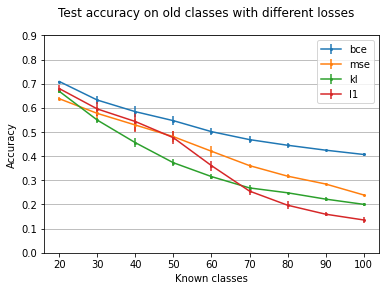 Test accuracy on old classes with different losses
0.9
0.8
0.7
0.6
0.5
0.4
0.3
0.2
0.1
0.0
Accuracy
bce
mse
kl
l1
20 30 40 50 60 70 80 90 100
Known classes